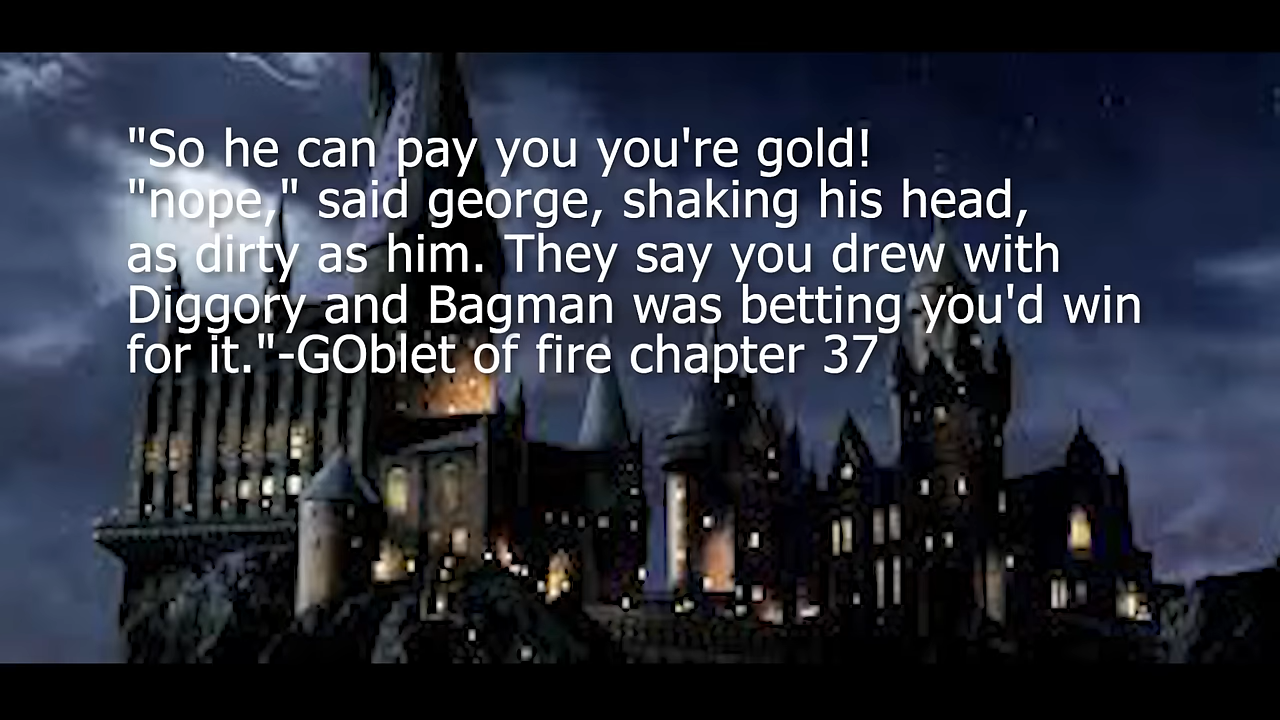 "So he can pay you you're gold!
"nope," said george, shaking his head,
as dirty as him. They say you drew with
Diggory and Bagman was betting you'd win
for it."-GOblet of fire chapter 37